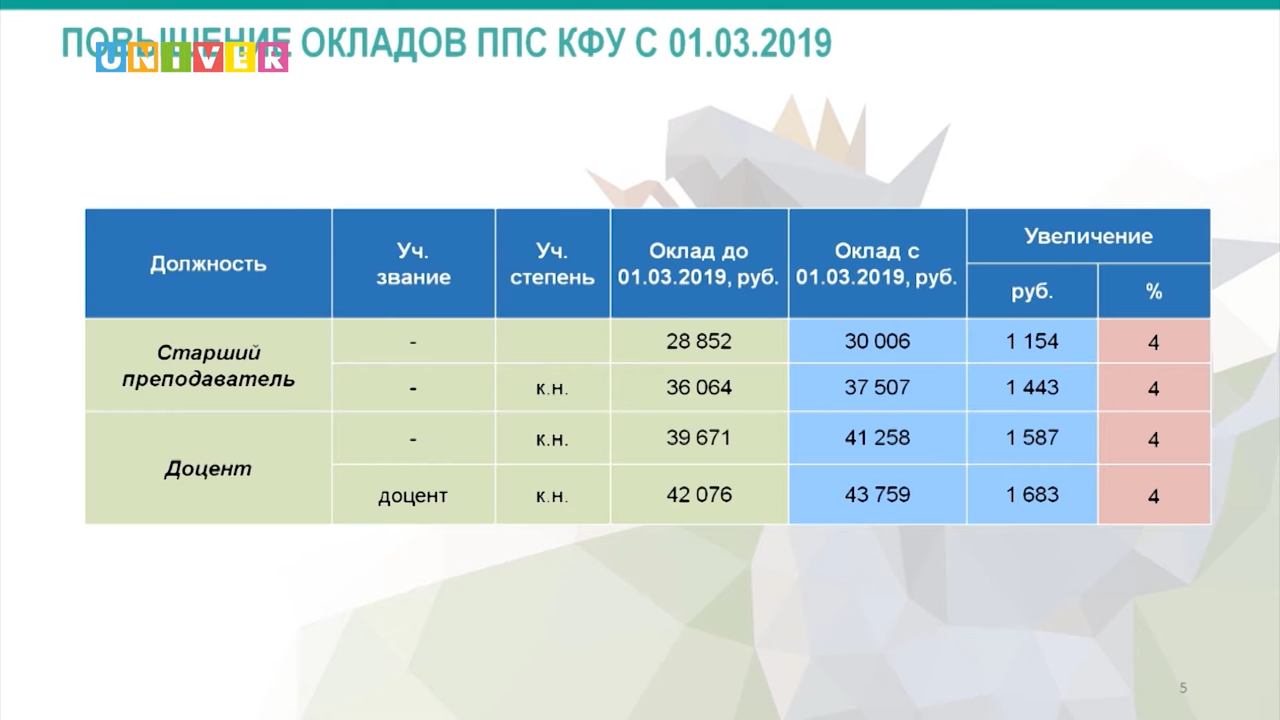 ПОВЫШЕНИЕ ОКЛАДОВ ППС КФУ С 01.03.2019
UNIVER
Должность
Уч.
звание
Уч.
степень
Оклад до
01.03.2019, руб.
Оклад с
01.03.2019, руб.
Увеличение
руб.
%
Старший
преподаватель
-
28 852
30 006
1 154
4
-
к.н.
36 064
37 507
1 443
4
Доцент
-
к.н.
39 671
41 258
1 587
4
доцент
к.н.
42 076
43 759
1 683
4
5